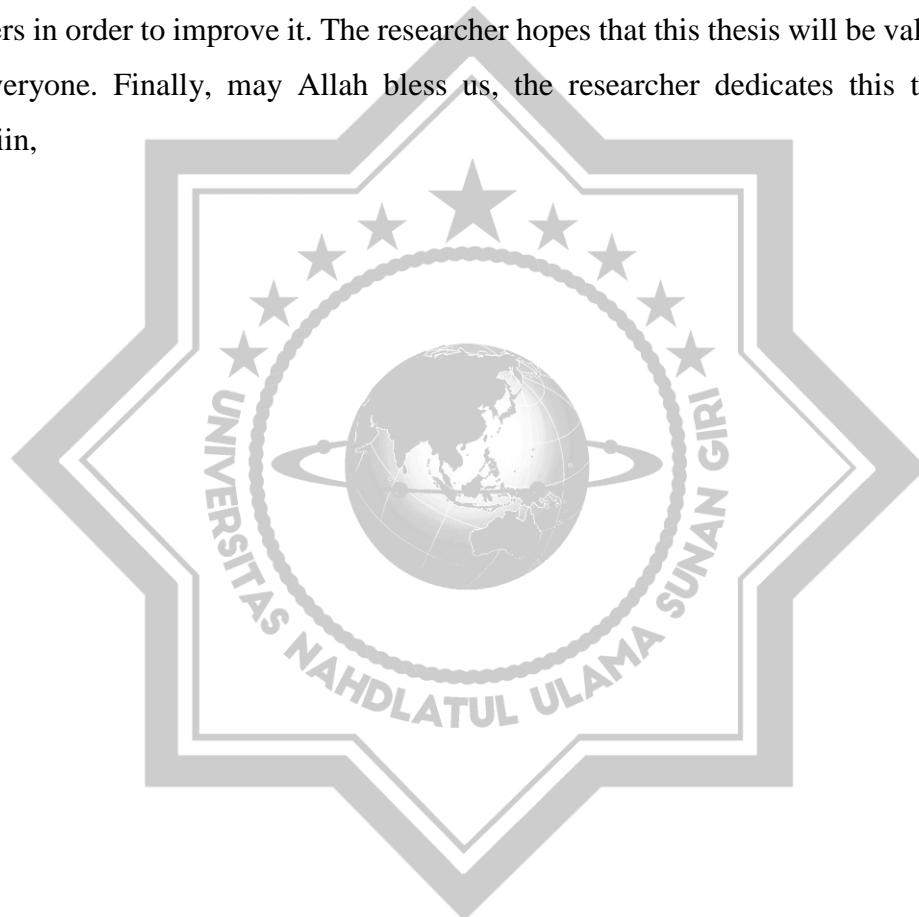 ers in order to improve it. The researcher hopes that this thesis will be val
veryone. Finally, may Allah bless us, the researcher dedicates this t
iin,
UNIVERSITAS NAHDLATUL ULAMA SUNAN GIRI